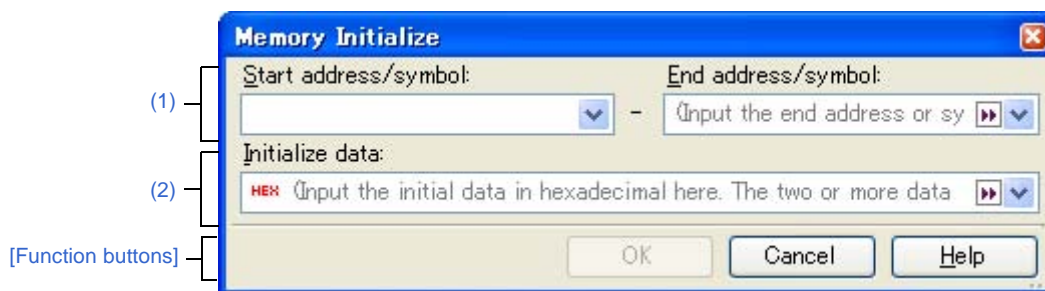 Memory Initialize
Start address/symbol: End address/symbol:
(1)
- (Input the end address or sy
Initialize data:
(2)
HEX (Input the initial data in hexadecimal here. The two or more data
[Function buttons]
OK Cancel Help